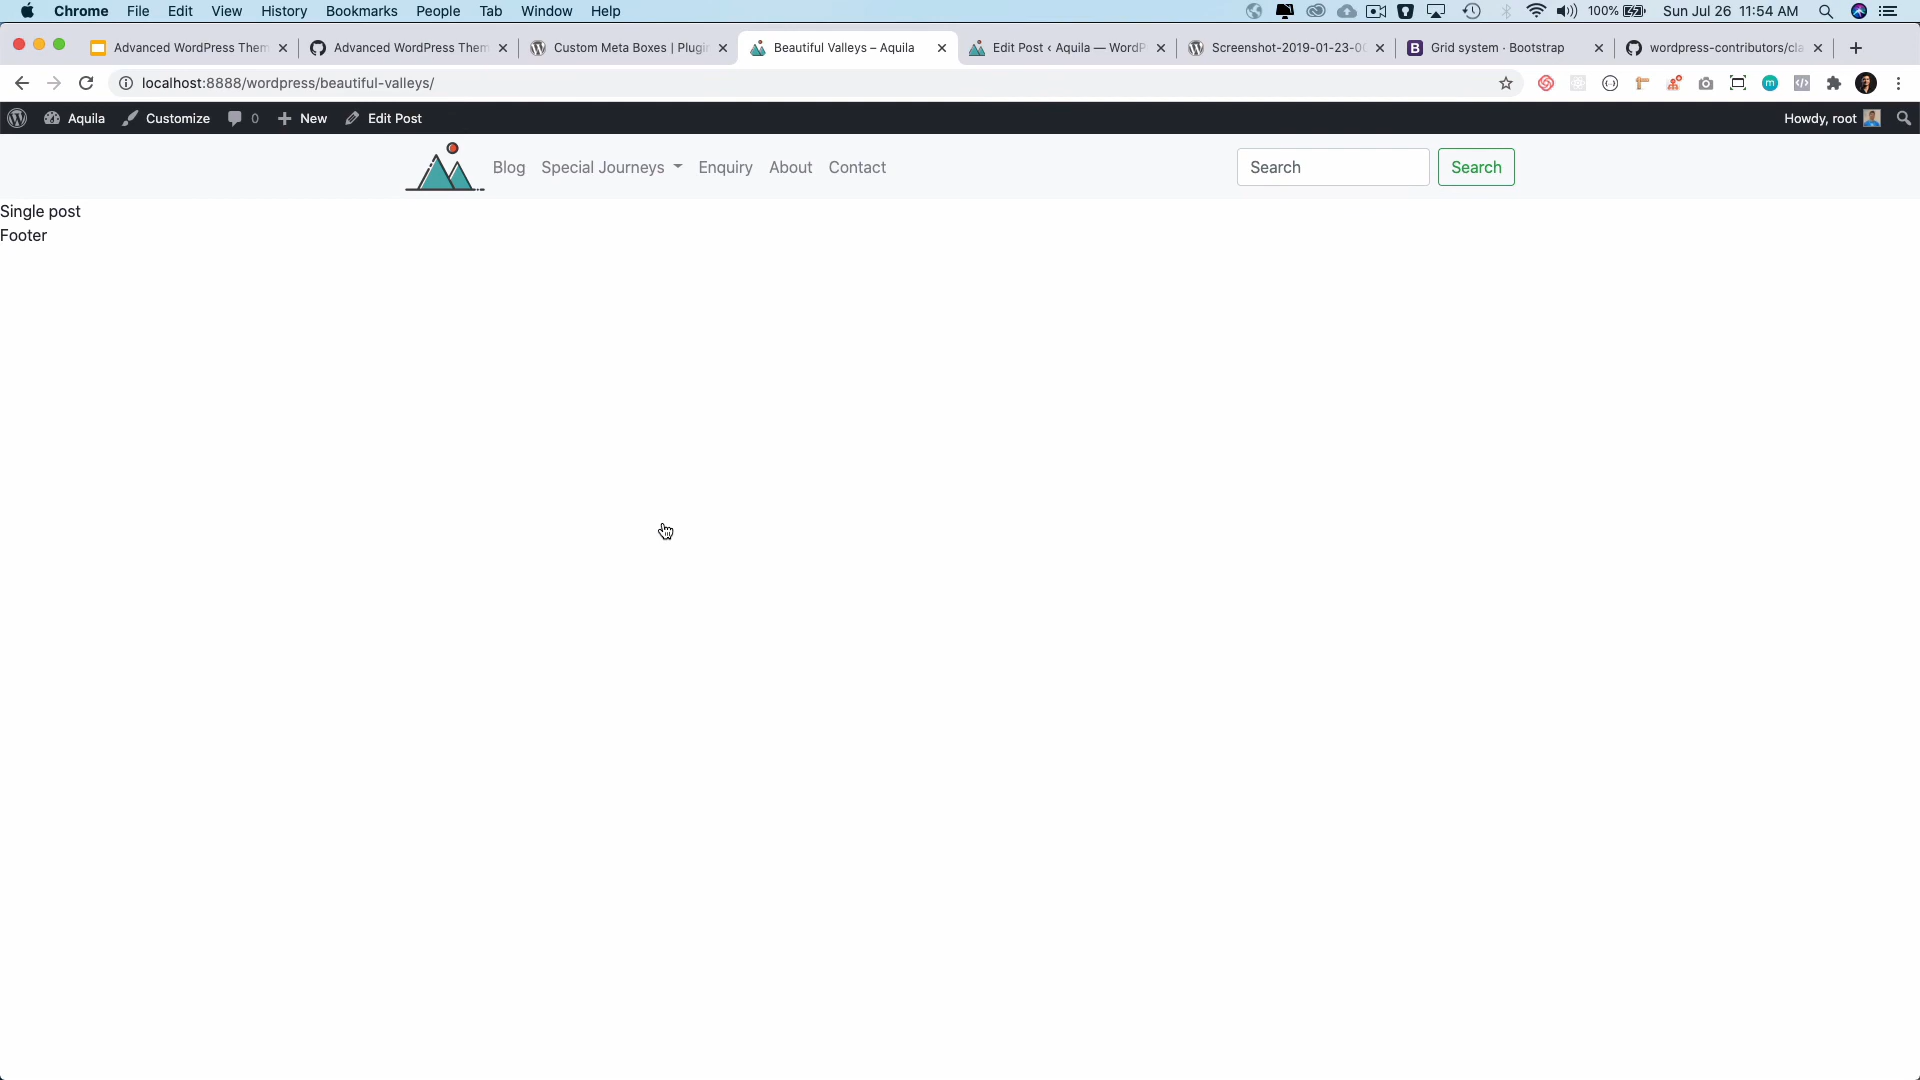 Chrome File Edit View History Bookmarks People Tab Window Help 100% Sun Jul 26 11:54 AM
Advanced WordPress Them Advanced WordPress Them Custom Meta Boxes | Plugin Beautiful Valleys – Aquila Edit Post ‹ Aquila — WordP Screenshot-2019-01-23-00 B Grid system · Bootstrap wordpress-contributors/cla
localhost:8888/wordpress/beautiful-valleys/
Aquila Customize 0 New Edit Post Howdy, root
Blog Special Journeys Enquiry About Contact Search Search
Single post
Footer